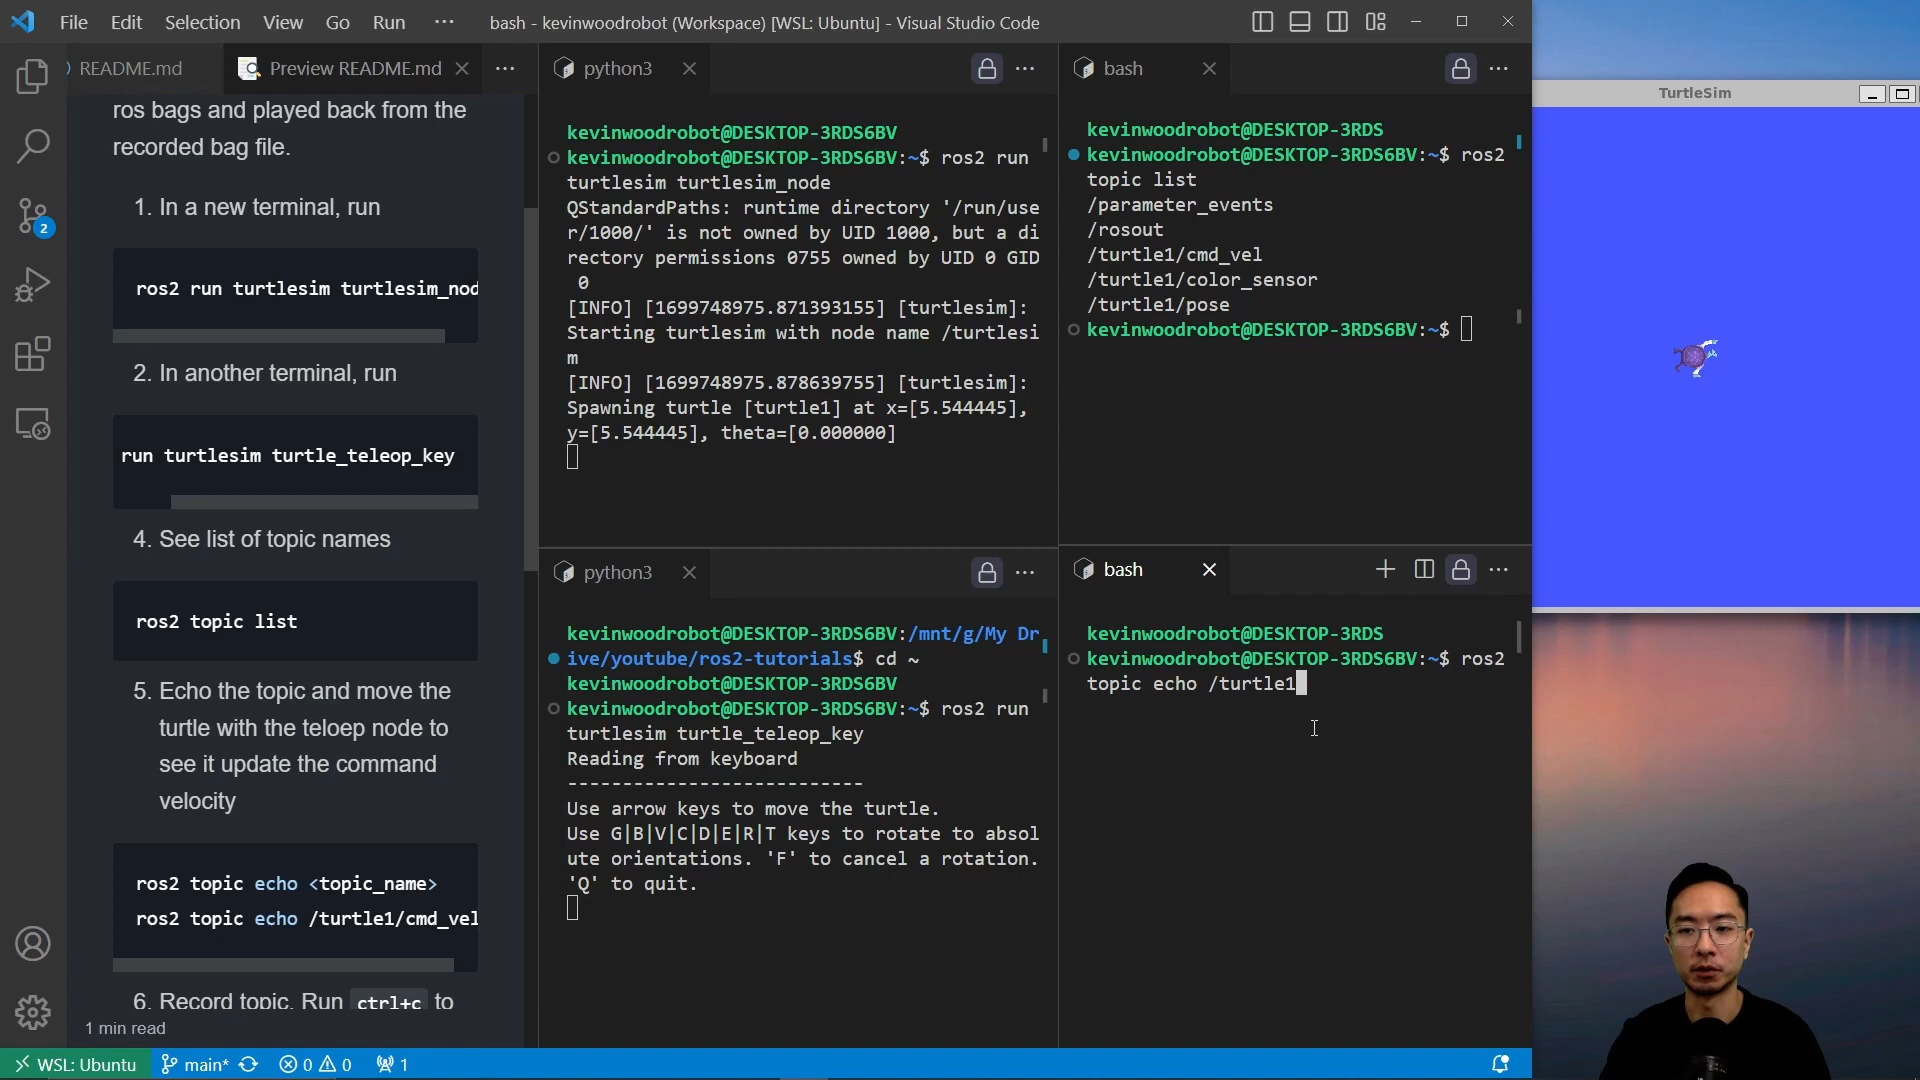 File Edit Selection View Go Run ··· bash - kevinwoodrobot (Workspace) [WSL: Ubuntu] - Visual Studio Code
README.md
Preview README.md
ros bags and played back from the
recorded bag file.
1. In a new terminal, run
ros2 run turtlesim turtlesim_nod
2. In another terminal, run
run turtlesim turtle_teleop_key
4. See list of topic names
ros2 topic list
5. Echo the topic and move the
turtle with the teloep node to
see it update the command
velocity
ros2 topic echo <topic_name>
ros2 topic echo /turtle1/cmd_vel
6. Record topic. Run ctrl+c to
1 min read
python3
kevinwoodrobot@DESKTOP-3RDS6BV
kevinwoodrobot@DESKTOP-3RDS6BV:~$ ros2 run
turtlesim turtlesim_node
QStandardPaths: runtime directory '/run/use
r/1000/' is not owned by UID 1000, but a di
rectory permissions 0755 owned by UID 0 GID
0
[INFO] [1699748975.871393155] [turtlesim]:
Starting turtlesim with node name /turtlesi
m
[INFO] [1699748975.878639755] [turtlesim]:
Spawning turtle [turtle1] at x=[5.544445],
y=[5.544445], theta=[0.000000]
bash
kevinwoodrobot@DESKTOP-3RDS
kevinwoodrobot@DESKTOP-3RDS6BV:~$ ros2
topic list
/parameter_events
/rosout
/turtle1/cmd_vel
/turtle1/color_sensor
/turtle1/pose
kevinwoodrobot@DESKTOP-3RDS6BV:~$
python3
kevinwoodrobot@DESKTOP-3RDS6BV:/mnt/g/My Dr
ive/youtube/ros2-tutorials$ cd ~
kevinwoodrobot@DESKTOP-3RDS6BV
kevinwoodrobot@DESKTOP-3RDS6BV:~$ ros2 run
turtlesim turtle_teleop_key
Reading from keyboard
---------------------------
Use arrow keys to move the turtle.
Use G|B|V|C|D|E|R|T keys to rotate to absol
ute orientations. 'F' to cancel a rotation.
'Q' to quit.
bash
kevinwoodrobot@DESKTOP-3RDS
kevinwoodrobot@DESKTOP-3RDS6BV:~$ ros2
topic echo /turtle1
TurtleSim
2
WSL: Ubuntu main* 0 0 1